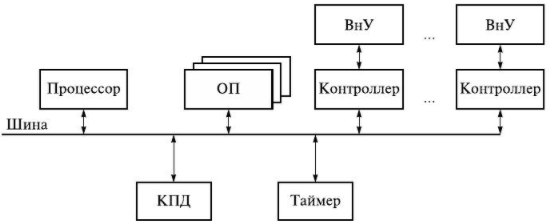 ВнУ ... ВнУ
Процессор ОП Контроллер ... Контроллер
Шина
КПД Таймер